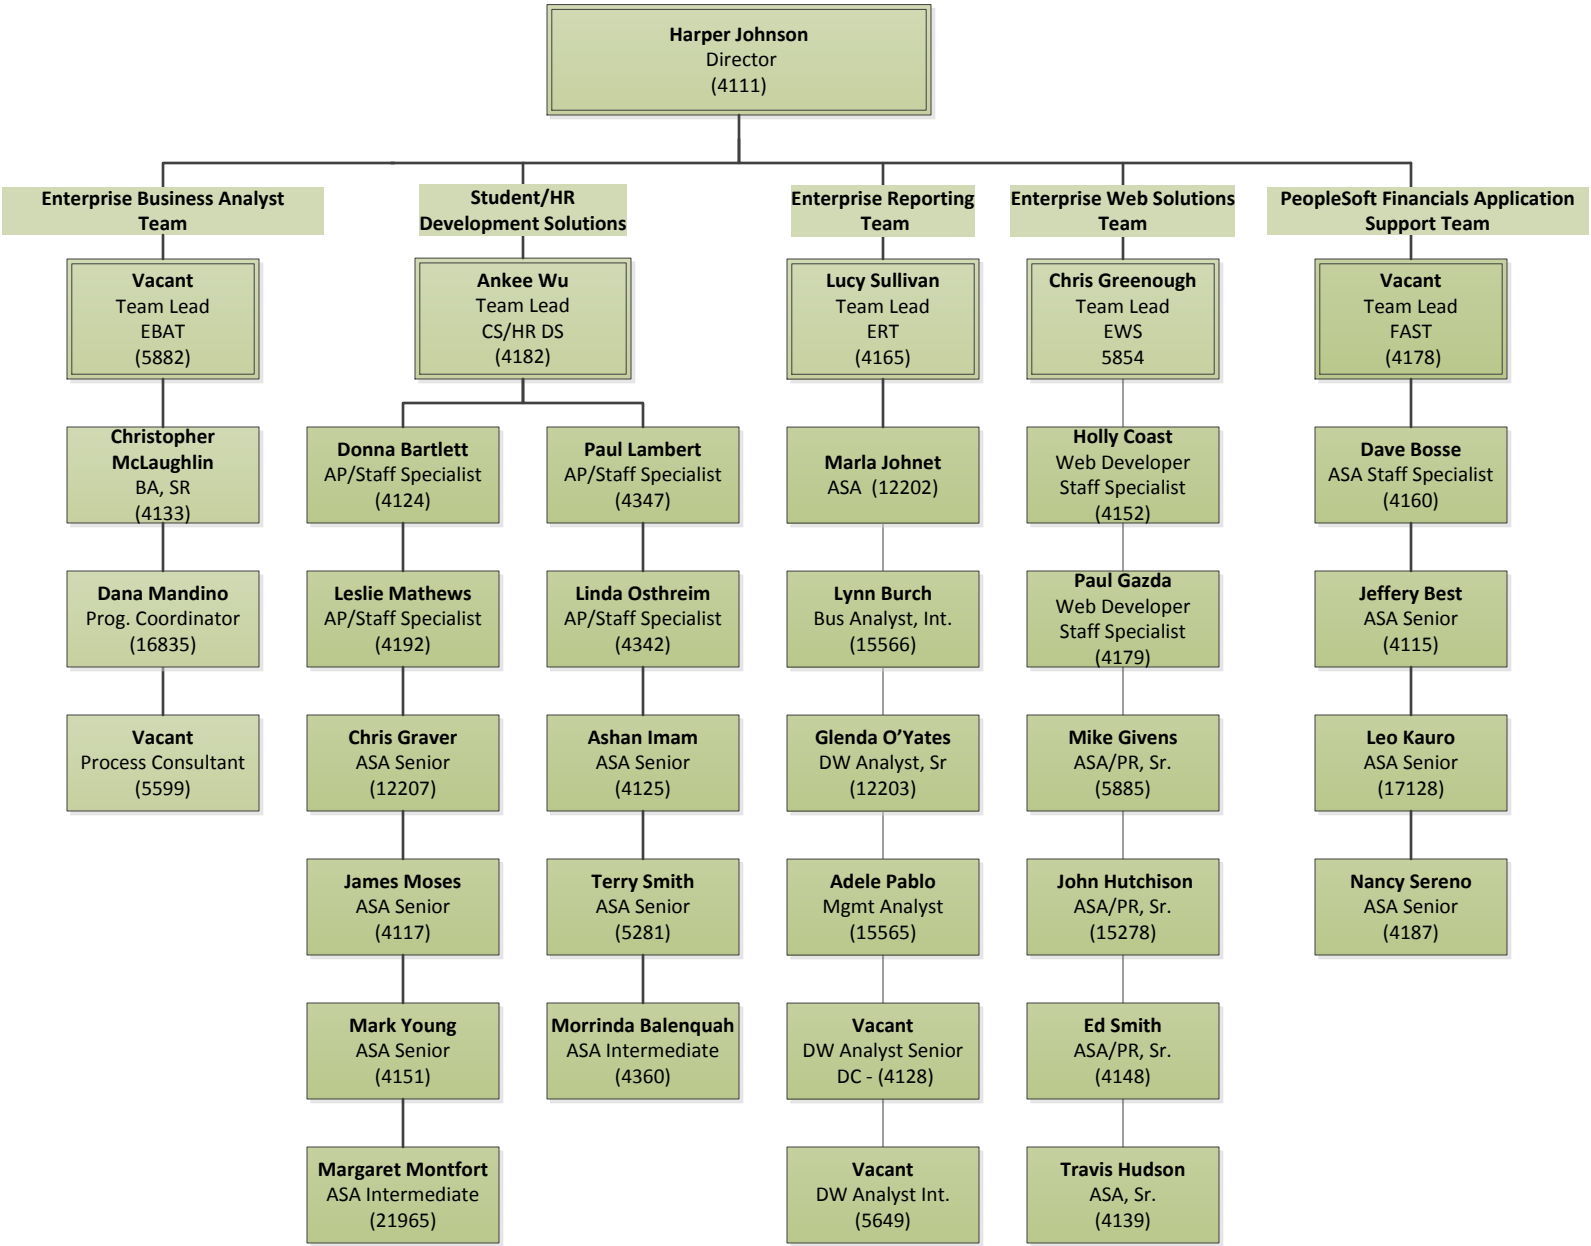 Harper Johnson
Director
(4111)
Enterprise Business Analyst
Team
Student/HR
Development Solutions
Enterprise Reporting
Team
Enterprise Web Solutions
Team
PeopleSoft Financials Application
Support Team
Vacant
Team Lead
EBAT
(5882)
Ankee Wu
Team Lead
CS/HR DS
(4182)
Lucy Sullivan
Team Lead
ERT
(4165)
Chris Greenough
Team Lead
EWS
5854
Vacant
Team Lead
FAST
(4178)
Christopher
McLaughlin
BA, SR
(4133)
Donna Bartlett
AP/Staff Specialist
(4124)
Paul Lambert
AP/Staff Specialist
(4347)
Marla Johnet
ASA  (12202)
Holly Coast
Web Developer
Staff Specialist
(4152)
Dave Bosse
ASA Staff Specialist
(4160)
Dana Mandino
Prog. Coordinator
(16835)
Leslie Mathews
AP/Staff Specialist
(4192)
Linda Osthreim
AP/Staff Specialist
(4342)
Lynn Burch
Bus Analyst, Int.
(15566)
Paul Gazda
Web Developer
Staff Specialist
(4179)
Jeffery Best
ASA Senior
(4115)
Vacant
Process Consultant
(5599)
Chris Graver
ASA Senior
(12207)
Ashan Imam
ASA Senior
(4125)
Glenda O’Yates
DW Analyst, Sr
(12203)
Mike Givens
ASA/PR, Sr.
(5885)
Leo Kauro
ASA Senior
(17128)
James Moses
ASA Senior
(4117)
Terry Smith
ASA Senior
(5281)
Adele Pablo
Mgmt Analyst
(15565)
John Hutchison
ASA/PR, Sr.
(15278)
Nancy Sereno
ASA Senior
(4187)
Mark Young
ASA Senior
(4151)
Morrinda Balenquah
ASA Intermediate
(4360)
Vacant
DW Analyst Senior
DC - (4128)
Ed Smith
ASA/PR, Sr.
(4148)
Margaret Montfort
ASA Intermediate
(21965)
Vacant
DW Analyst Int.
(5649)
Travis Hudson
ASA, Sr.
(4139)